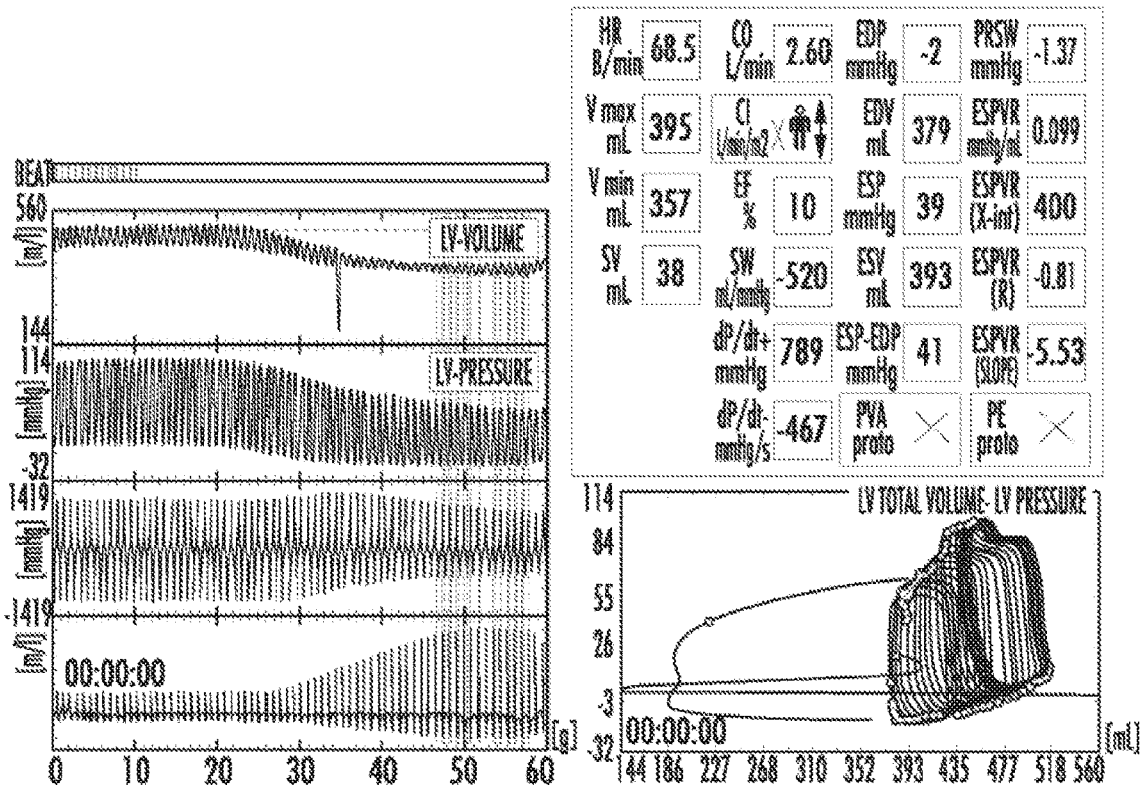 HR B/min 68.5 CO L/min 2.60 EDP mmHg -2 PRSW mmHg -1.37
V max mL 395 CI L/min/m2 EDV mL 379 ESPVR mmHg/mL 0.099
V min mL 357 EF % 10 ESP mmHg 39 ESPVR (X-int) 400
SV mL 38 SW ml/mmHg -520 ESV mL 393 ESPVR (R) -0.81
dP/dt+ mmHg 789 ESP-EDP mmHg 41 ESPVR (SLOPE) -5.53
dP/dt- mmHg/s -467 PVA proto PE proto
BEAT
560
[m/l]
LV-VOLUME
144
114
[mmHg]
LV-PRESSURE
-32
1419
[mmHg]
-1419
[m/l]
00:00:00
[g]
0 10 20 30 40 50 60
114
LV TOTAL VOLUME- LV PRESSURE
84
55
26
-3
-32
00:00:00
[mL]
144 186 227 268 310 352 393 435 477 518 560